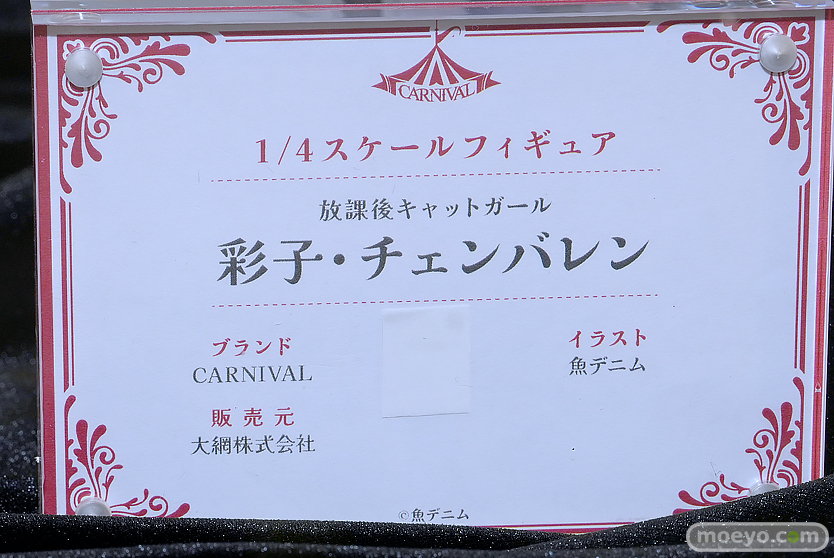 CARNIVAL
1/4スケールフィギュア
放課後キャットガール
彩子・チェンバレン
ブランド
CARNIVAL
イラスト
魚デニム
販売元
大網株式会社
©魚デニム
moeyo.com